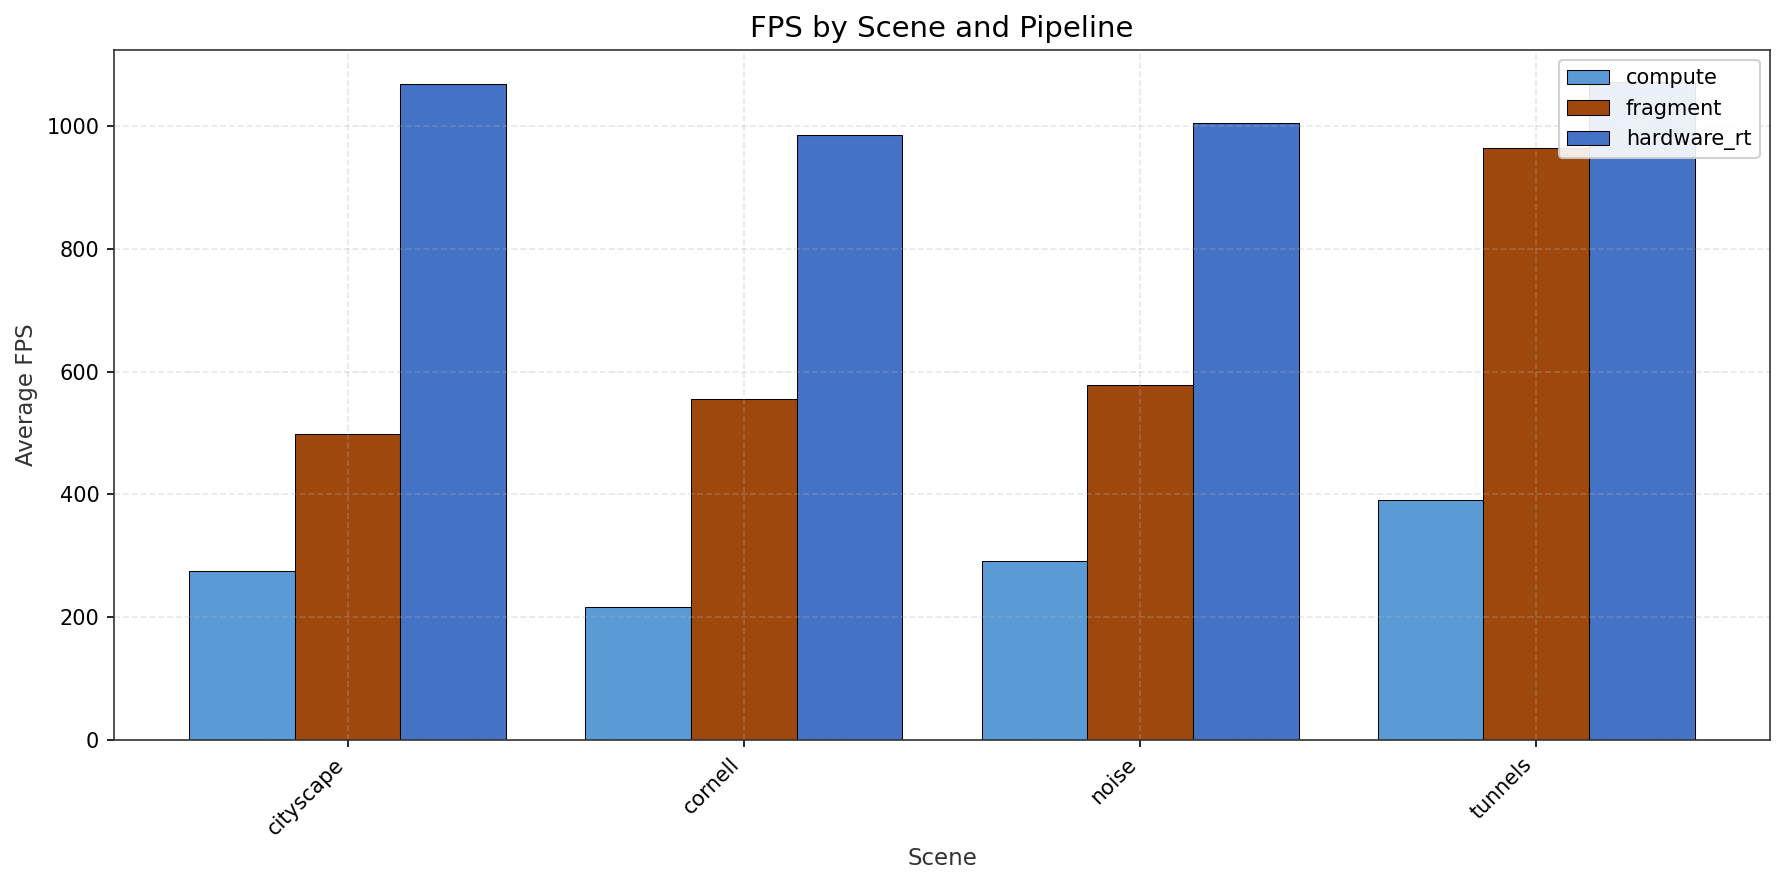 FPS by Scene and Pipeline
compute
fragment
hardware_rt
Average FPS
1000
800
600
400
200
0
cityscape
cornell
noise
tunnels
Scene